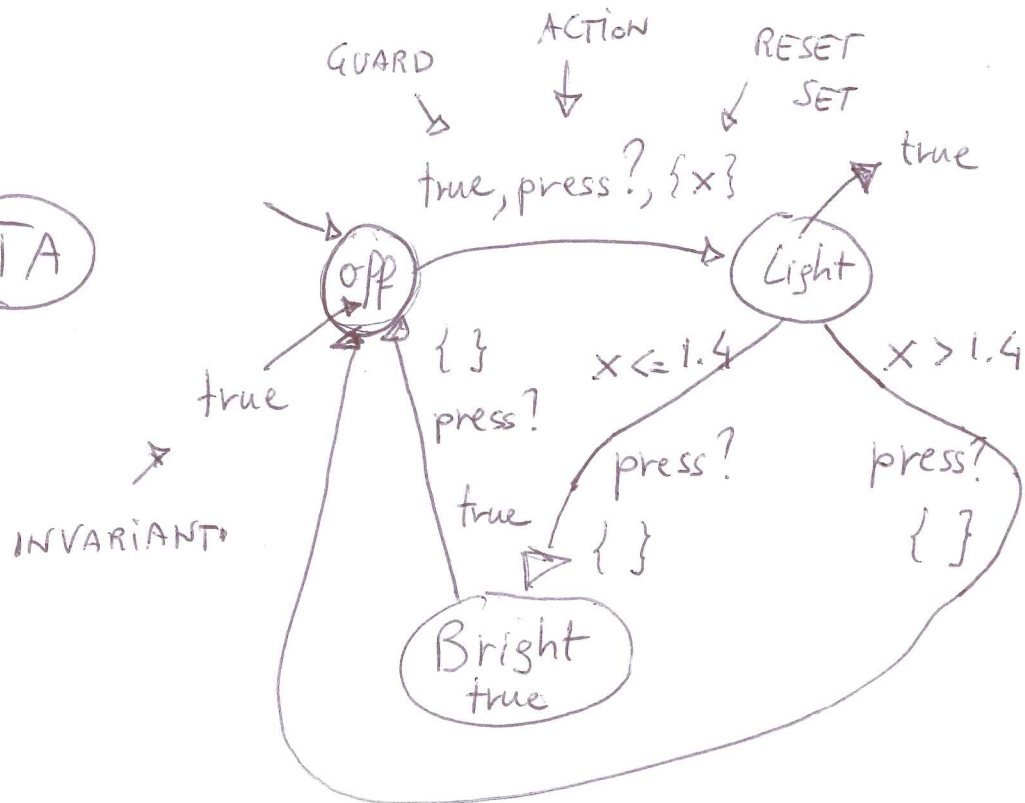 ACTION
GUARD
RESET
SET
true, press?, {x}
true
TA
off
Light
{ }
x <= 1.4
x > 1.4
true
press?
press?
press?
true
{ }
{ }
INVARIANT
Bright
true